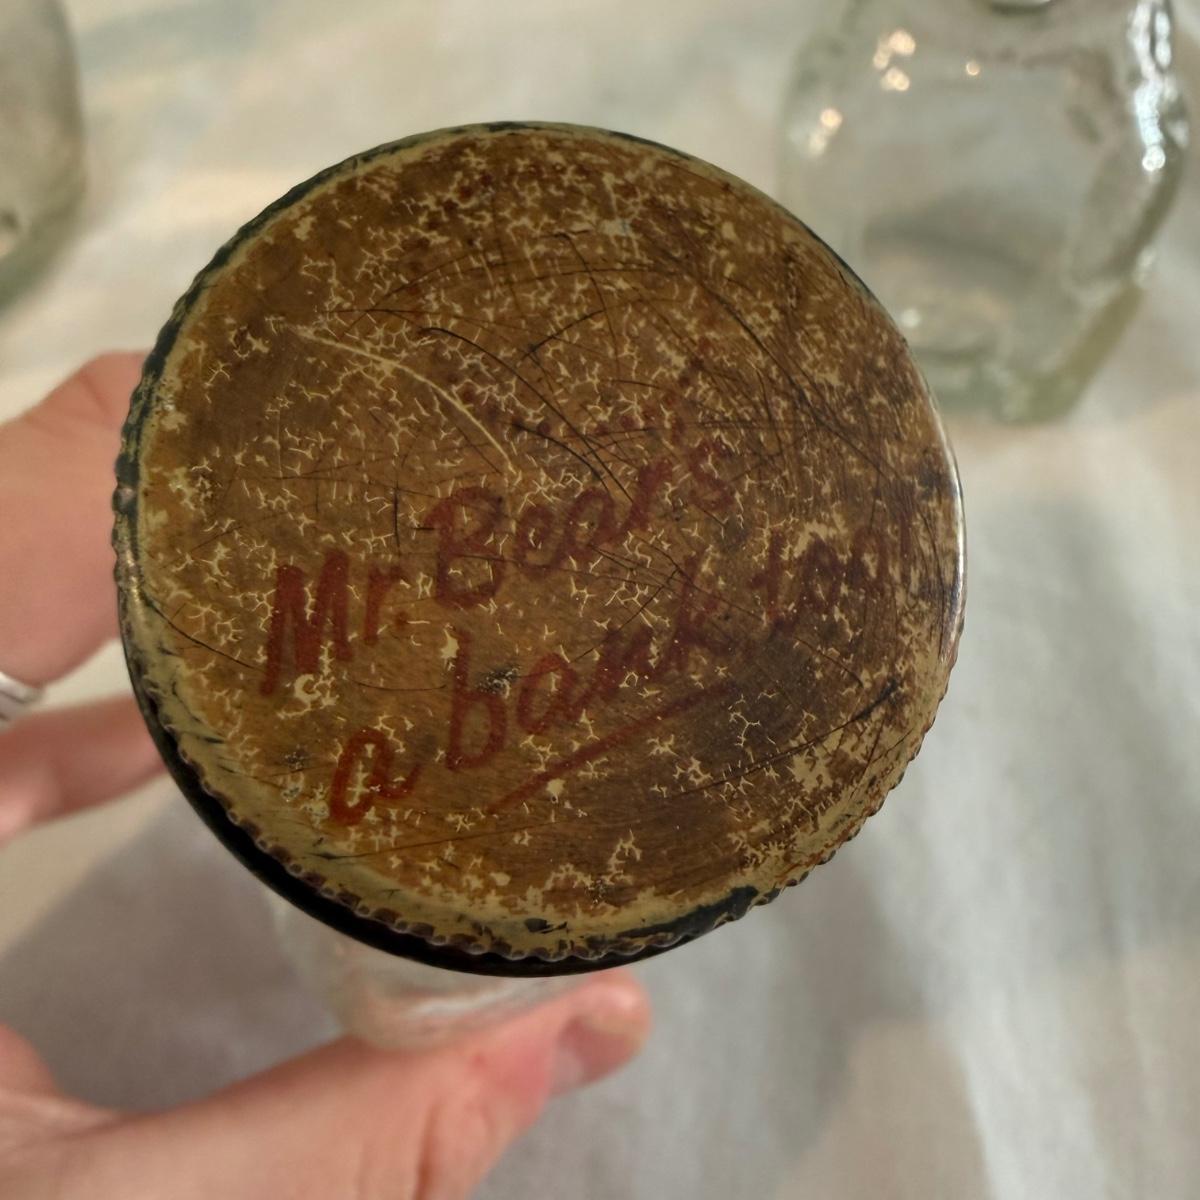 Mr. Bear's
a bank too!